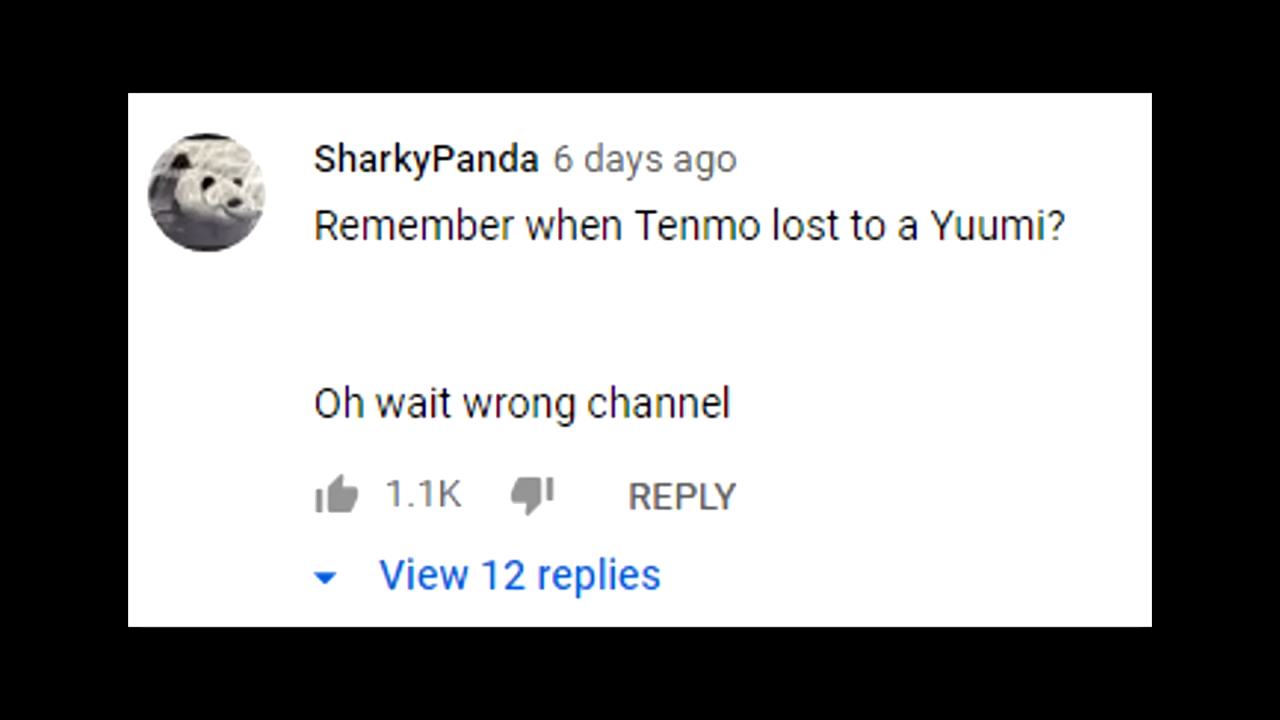 SharkyPanda 6 days ago
Remember when Tenmo lost to a Yuumi?
Oh wait wrong channel
1.1K REPLY
View 12 replies